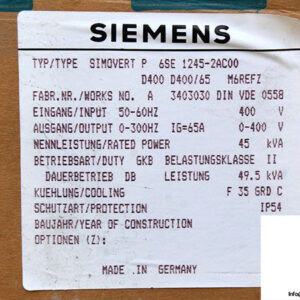 SIEMENS
TYP/TYPE SIMOVERT P 6SE 1245-2AC00
D400 D400/65 M6REFZ
FABR.NR./WORKS NO. A 3403030 DIN VDE 0558
EINGANG/INPUT 50-60HZ 400 V
AUSGANG/OUTPUT 0-300HZ IG=65A 0-400 V
NENNLEISTUNG/RATED POWER 45 kVA
BETRIEBSART/DUTY GKB BELASTUNGSKLASSE II
DAUERBETRIEB DB LEISTUNG 49.5 kVA
KUEHLUNG/COOLING F 35 GRD C
SCHUTZART/PROTECTION IP54
BAUJAHR/YEAR OF CONSTRUCTION
OPTIONEN (Z):
MADE IN GERMANY